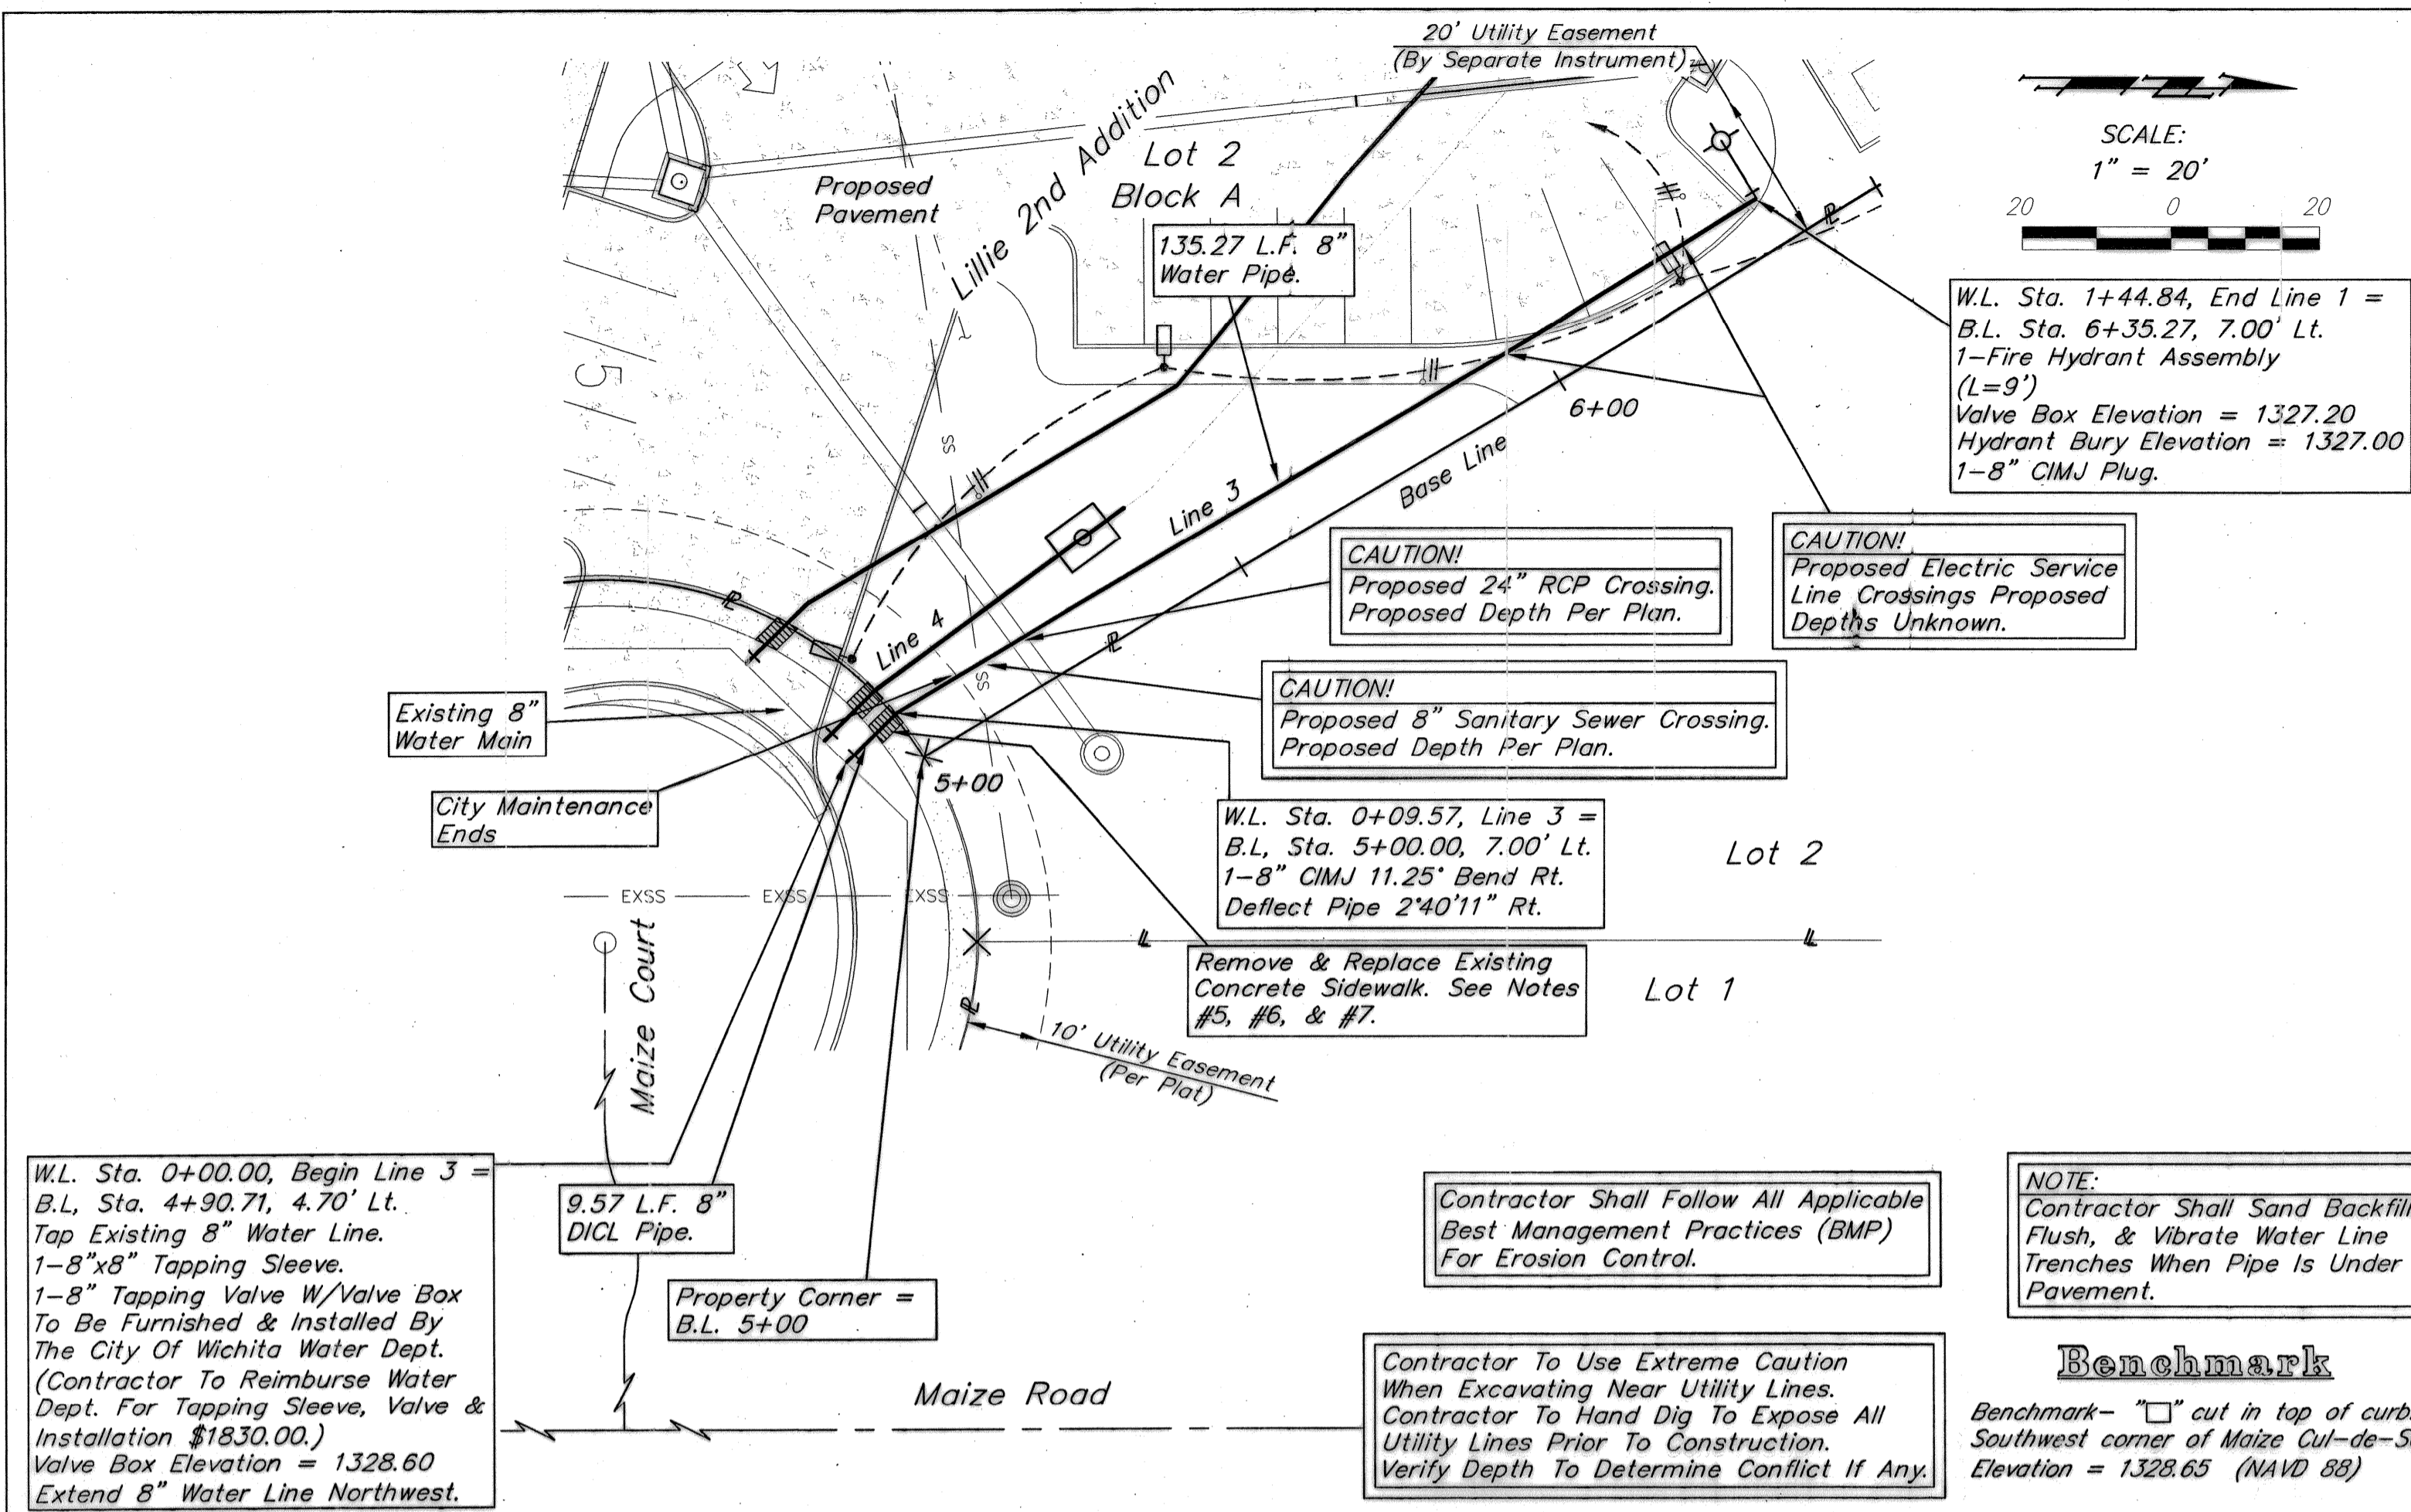 20' Utility Easement
(By Separate Instrument)
SCALE:
1" = 20'
20 0 20
Lot 2
Block A
Lillie 2nd Addition
Proposed
Pavement
135.27 L.F. 8"
Water Pipe.
W.L. Sta. 1+44.84, End Line 1 =
B.L. Sta. 6+35.27, 7.00' Lt.
1-Fire Hydrant Assembly
(L=9')
Valve Box Elevation = 1327.20
Hydrant Bury Elevation = 1327.00
1-8" CIMJ Plug.
5
SS
6+00
Base Line
Line 3
Line 4
SS
CAUTION!
Proposed 24" RCP Crossing.
Proposed Depth Per Plan.
CAUTION!
Proposed Electric Service
Line Crossings Proposed
Depths Unknown.
CAUTION!
Proposed 8" Sanitary Sewer Crossing.
Proposed Depth Per Plan.
Existing 8"
Water Main
City Maintenance
Ends
5+00
W.L. Sta. 0+09.57, Line 3 =
B.L, Sta. 5+00.00, 7.00' Lt.
1-8" CIMJ 11.25° Bend Rt.
Deflect Pipe 2°40'11" Rt.
Lot 2
EXSS EXSS EXSS
Remove & Replace Existing
Concrete Sidewalk. See Notes
#5, #6, & #7.
Lot 1
Maize Court
10' Utility Easement
(Per Plat)
W.L. Sta. 0+00.00, Begin Line 3 =
B.L, Sta. 4+90.71, 4.70' Lt.
Tap Existing 8" Water Line.
1-8"x8" Tapping Sleeve.
1-8" Tapping Valve W/Valve Box
To Be Furnished & Installed By
The City Of Wichita Water Dept.
(Contractor To Reimburse Water
Dept. For Tapping Sleeve, Valve &
Installation $1830.00.)
Valve Box Elevation = 1328.60
Extend 8" Water Line Northwest.
9.57 L.F. 8"
DICL Pipe.
Property Corner =
B.L. 5+00
Maize Road
Contractor Shall Follow All Applicable
Best Management Practices (BMP)
For Erosion Control.
NOTE:
Contractor Shall Sand Backfill
Flush, & Vibrate Water Line
Trenches When Pipe Is Under
Pavement.
Contractor To Use Extreme Caution
When Excavating Near Utility Lines.
Contractor To Hand Dig To Expose All
Utility Lines Prior To Construction.
Verify Depth To Determine Conflict If Any.
Benchmark
Benchmark- "□" cut in top of curb
Southwest corner of Maize Cul-de-
Elevation = 1328.65 (NAVD 88)